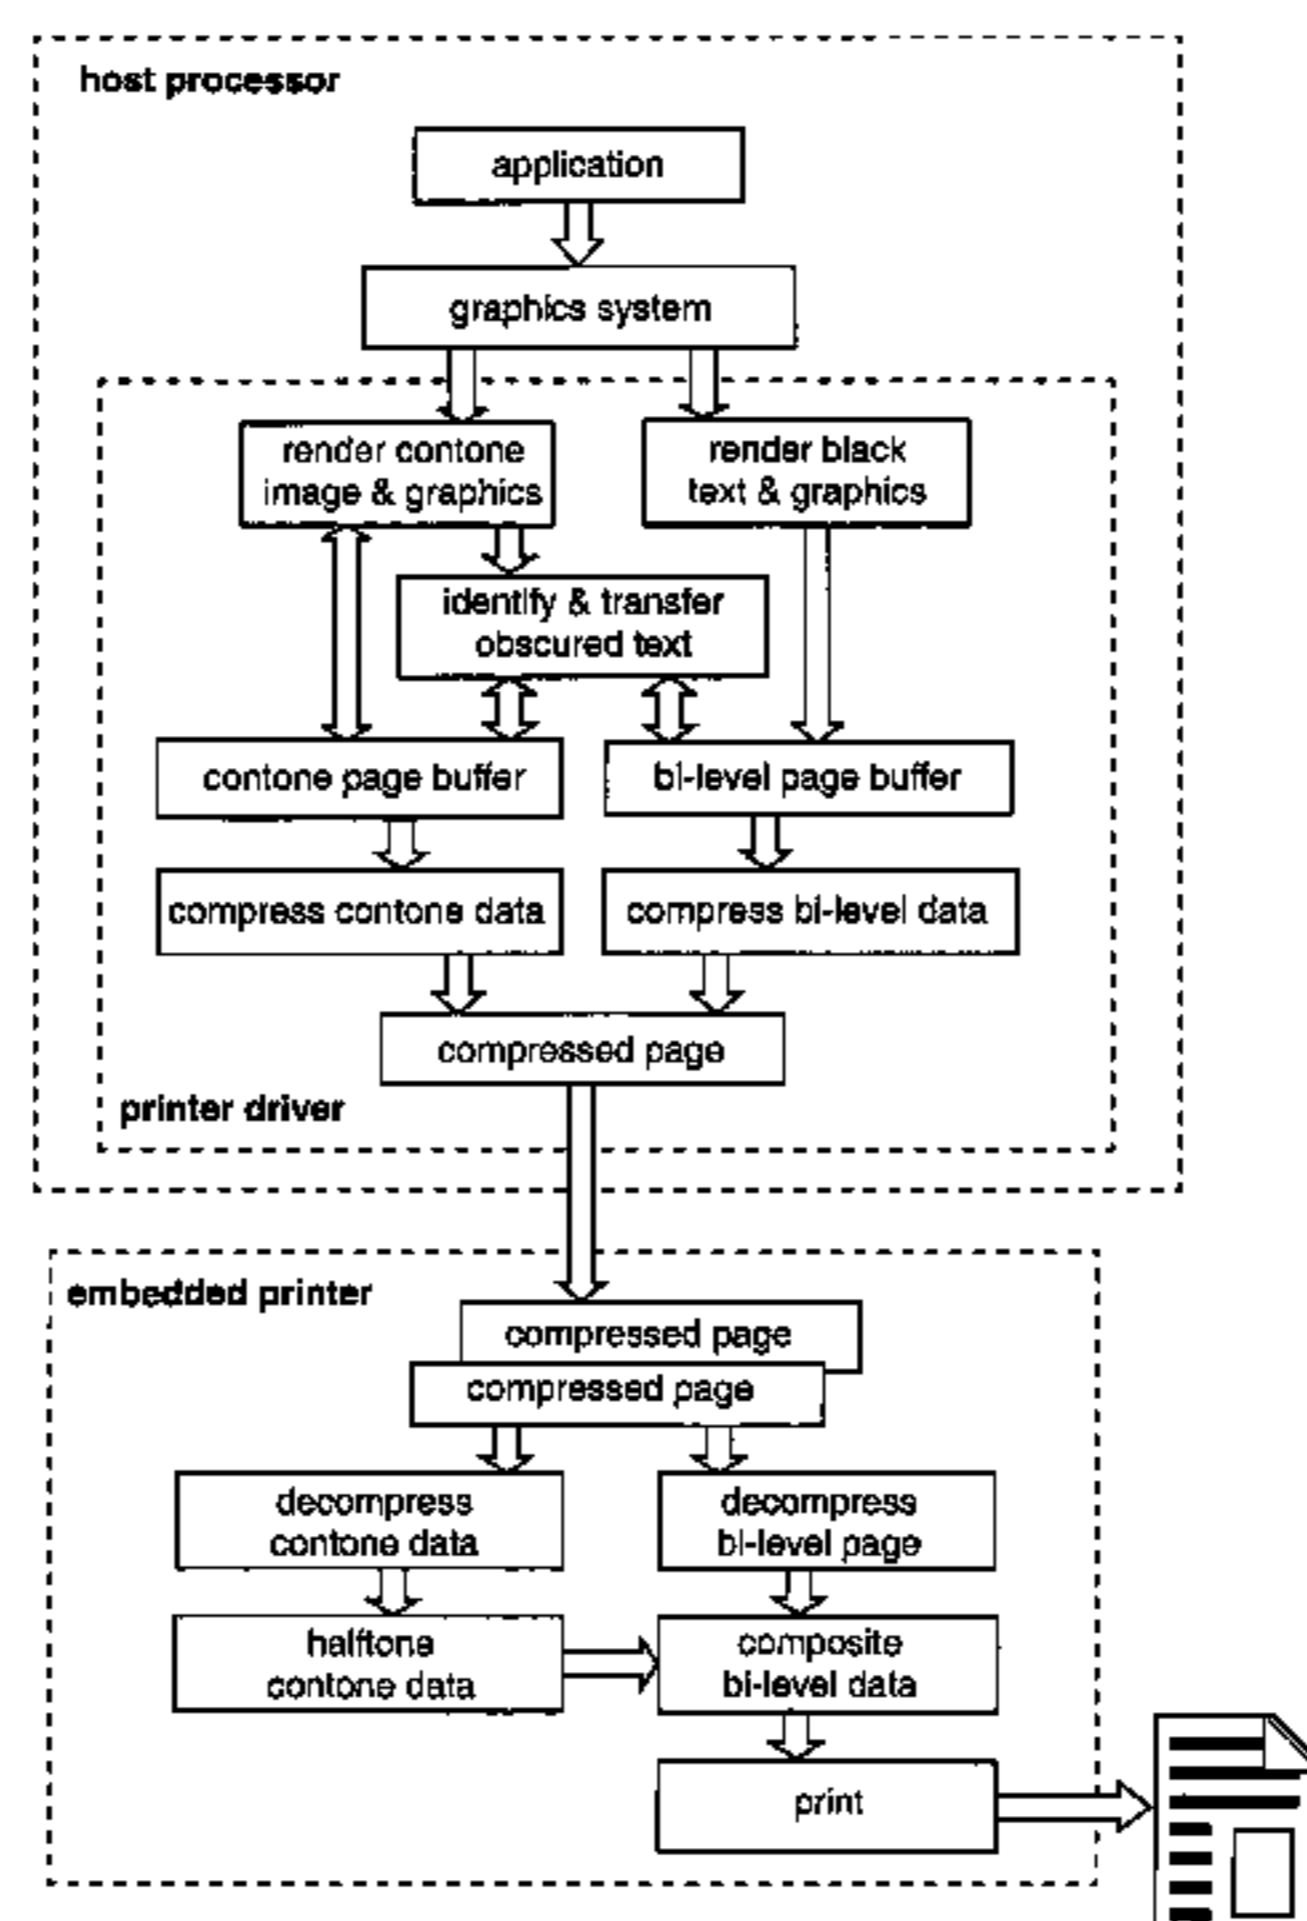 host processor
application
graphics system
render contone
image & graphics
render black
text & graphics
identify & transfer
obscured text
contone page buffer
bi-level page buffer
compress contone data
compress bi-level data
compressed page
printer driver
embedded printer
compressed page
compressed page
decompress
contone data
decompress
bi-level page
halftone
contone data
composite
bi-level data
print